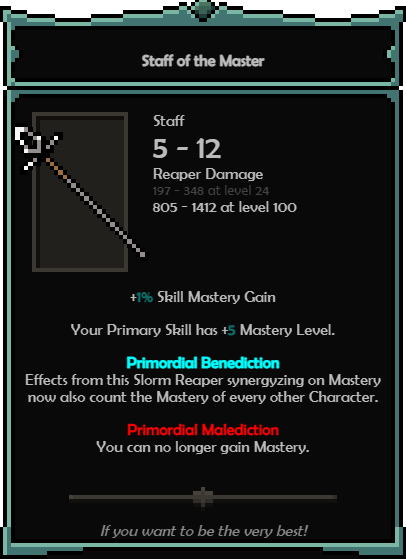 Staff of the Master
Staff
5 - 12
Reaper Damage
197 - 348 at level 24
805 - 1412 at level 100
+1% Skill Mastery Gain
Your Primary Skill has +5 Mastery Level.
Primordial Benediction
Effects from this Slorm Reaper synergyzing on Mastery
now also count the Mastery of every other Character.
Primordial Malediction
You can no longer gain Mastery.
If you want to be the very best!